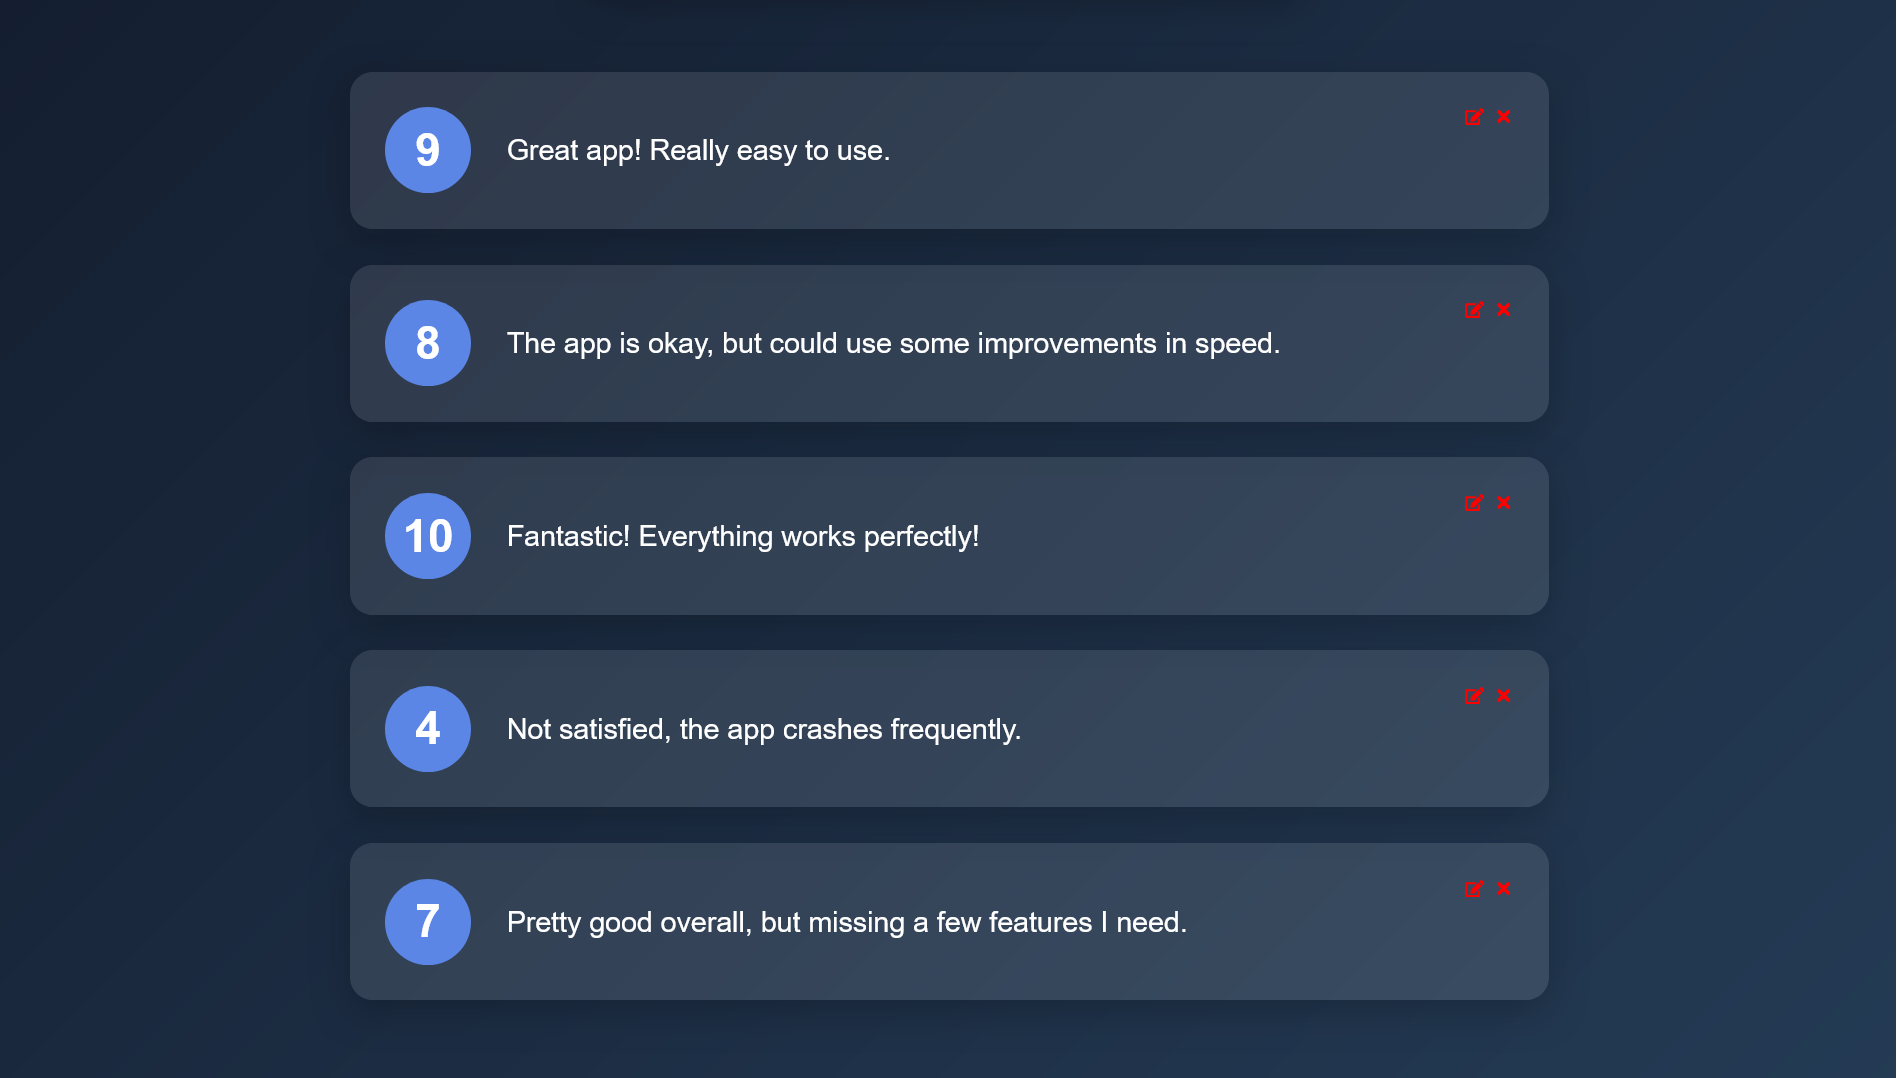 9
Great app! Really easy to use.
8
The app is okay, but could use some improvements in speed.
10
Fantastic! Everything works perfectly!
4
Not satisfied, the app crashes frequently.
7
Pretty good overall, but missing a few features I need.